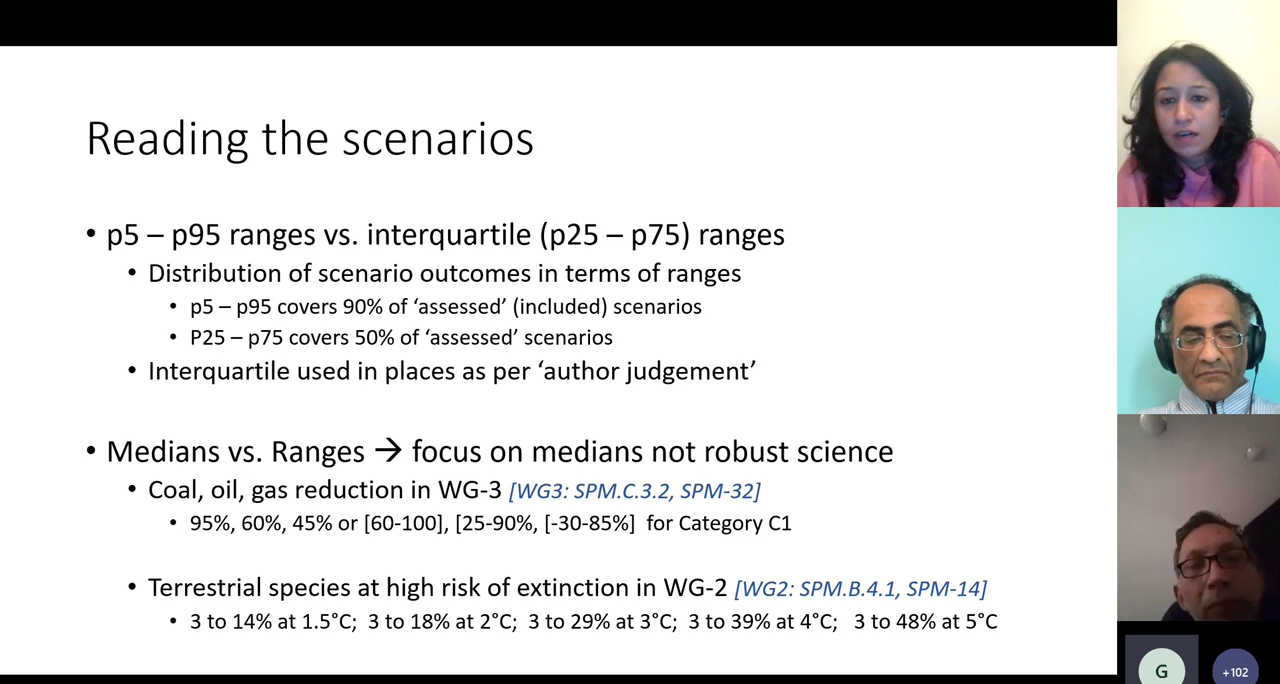 Reading the scenarios
• p5 – p95 ranges vs. interquartile (p25 – p75) ranges
• Distribution of scenario outcomes in terms of ranges
• p5 – p95 covers 90% of ‘assessed’ (included) scenarios
• P25 – p75 covers 50% of ‘assessed’ scenarios
• Interquartile used in places as per ‘author judgement’
• Medians vs. Ranges → focus on medians not robust science
• Coal, oil, gas reduction in WG-3 [WG3: SPM.C.3.2, SPM-32]
• 95%, 60%, 45% or [60-100], [25-90%, [-30-85%] for Category C1
• Terrestrial species at high risk of extinction in WG-2 [WG2: SPM.B.4.1, SPM-14]
• 3 to 14% at 1.5°C; 3 to 18% at 2°C; 3 to 29% at 3°C; 3 to 39% at 4°C; 3 to 48% at 5°C
G
+102